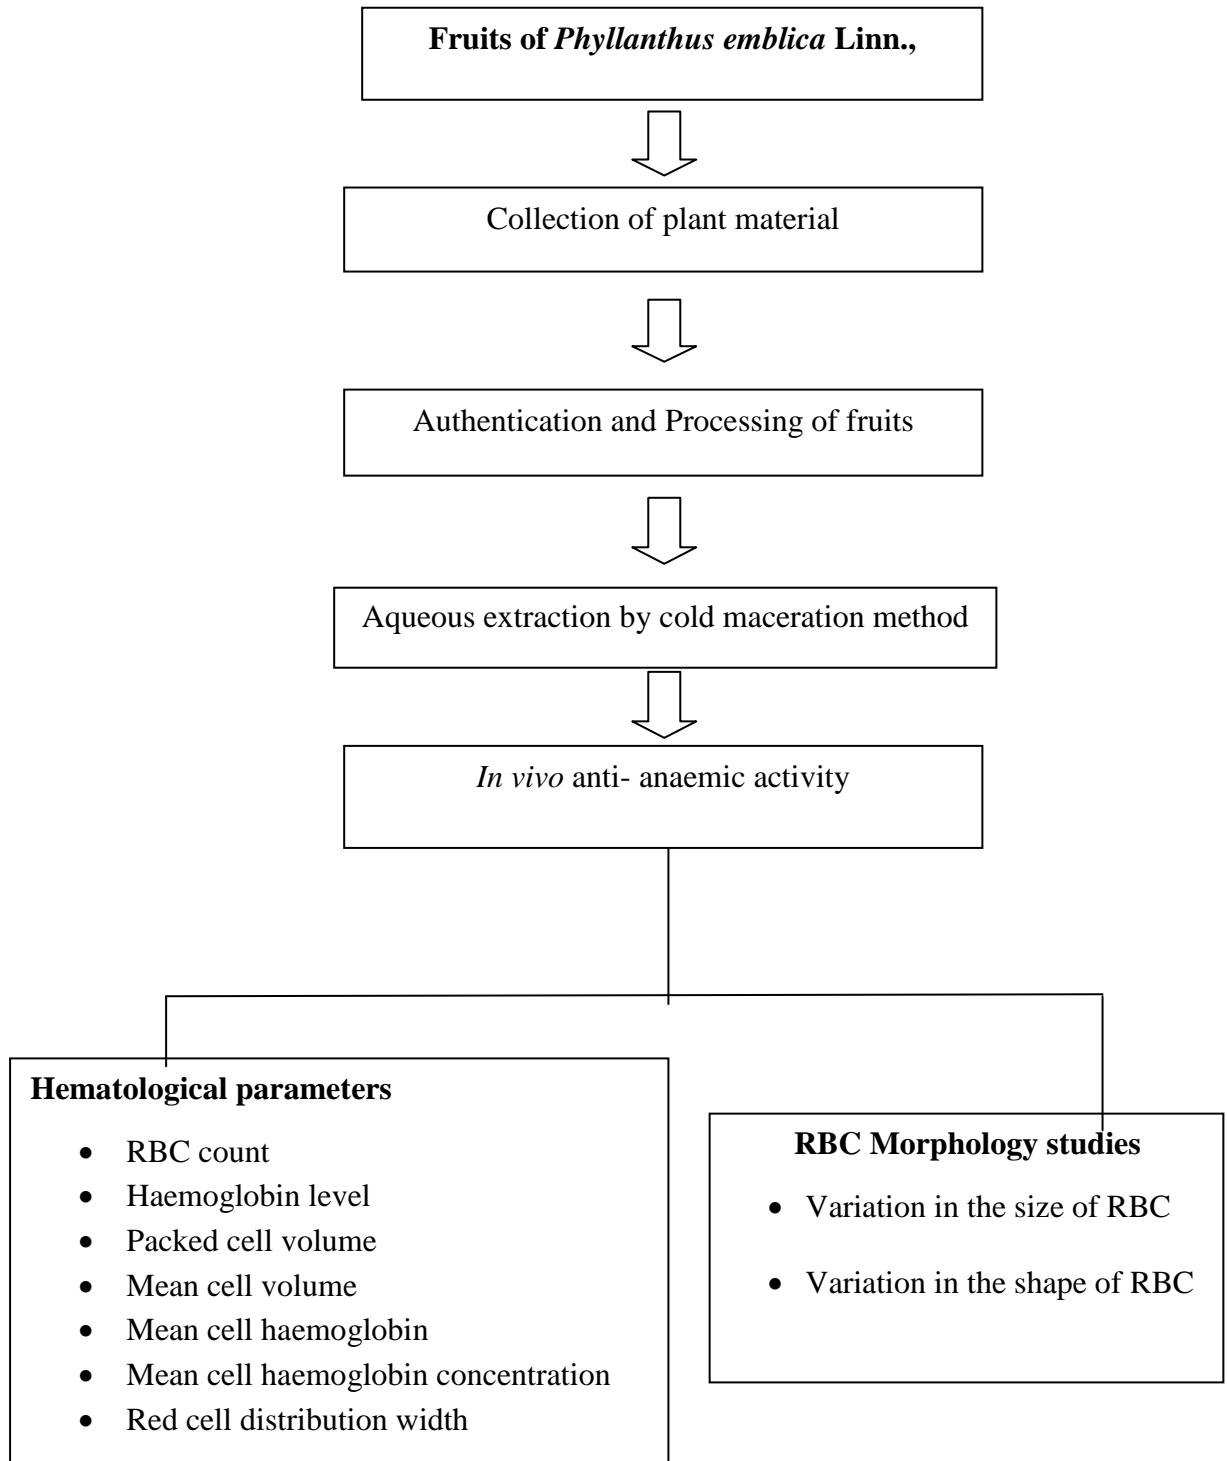 Fruits of Phyllanthus emblica Linn.,
Collection of plant material
Authentication and Processing of fruits
Aqueous extraction by cold maceration method
In vivo anti- anaemic activity
Hematological parameters
• RBC count
• Haemoglobin level
• Packed cell volume
• Mean cell volume
• Mean cell haemoglobin
• Mean cell haemoglobin concentration
• Red cell distribution width
RBC Morphology studies
• Variation in the size of RBC
• Variation in the shape of RBC